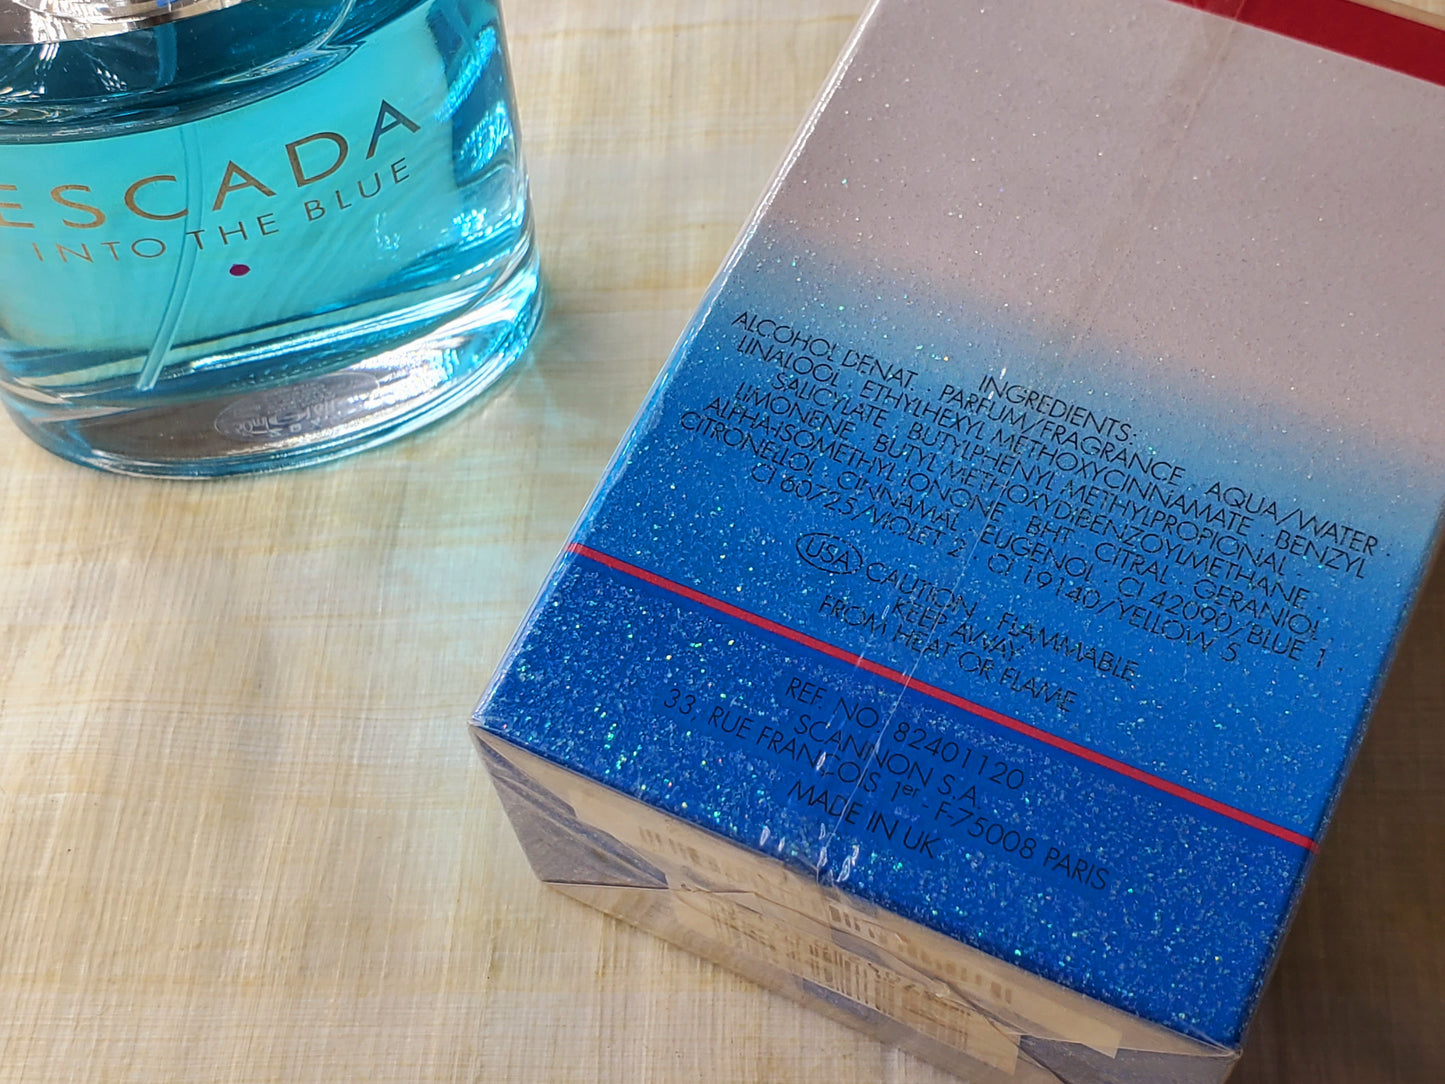 ESCADA
INTO THE BLUE
INGREDIENTS:
ALCOHOL DENAT. · PARFUM/FRAGRANCE · AQUA/WATER ·
LINALOOL · ETHYLHEXYL METHOXYCINNAMATE · BENZYL
SALICYLATE · BUTYLPHENYL METHYLPROPIONAL ·
LIMONENE · BUTYL METHOXYDIBENZOYLMETHANE ·
ALPHA-ISOMETHYL IONONE · BHT · CITRAL · GERANIOL ·
CITRONELLOL · CINNAMAL · EUGENOL · CI 42090/BLUE 1 ·
CI 60725/VIOLET 2 · CI 19140/YELLOW 5
USA CAUTION · FLAMMABLE
KEEP AWAY
FROM HEAT OR FLAME
REF. NO. 82401120
SCANNON S.A.
33, RUE FRANÇOIS 1er - F-75008 PARIS
MADE IN UK